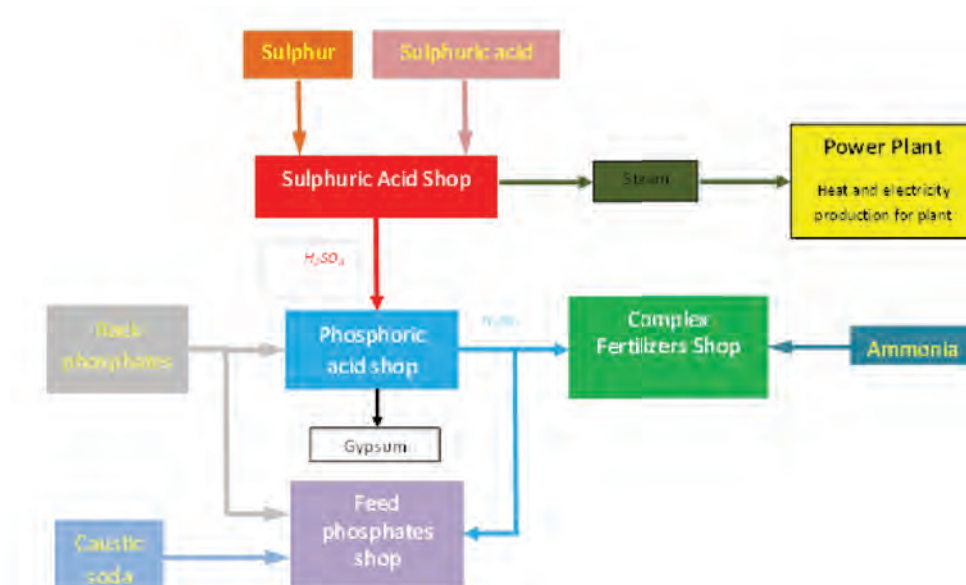 Sulphur
Sulphuric acid
Sulphuric Acid Shop
Steam
Power Plant
Heat and electricity
production for plant
H₂SO₄
Rock
phosphates
Phosphoric
acid shop
Complex
Fertilizers Shop
Ammonia
Gypsum
Feed
phosphates
shop
Caustic
soda